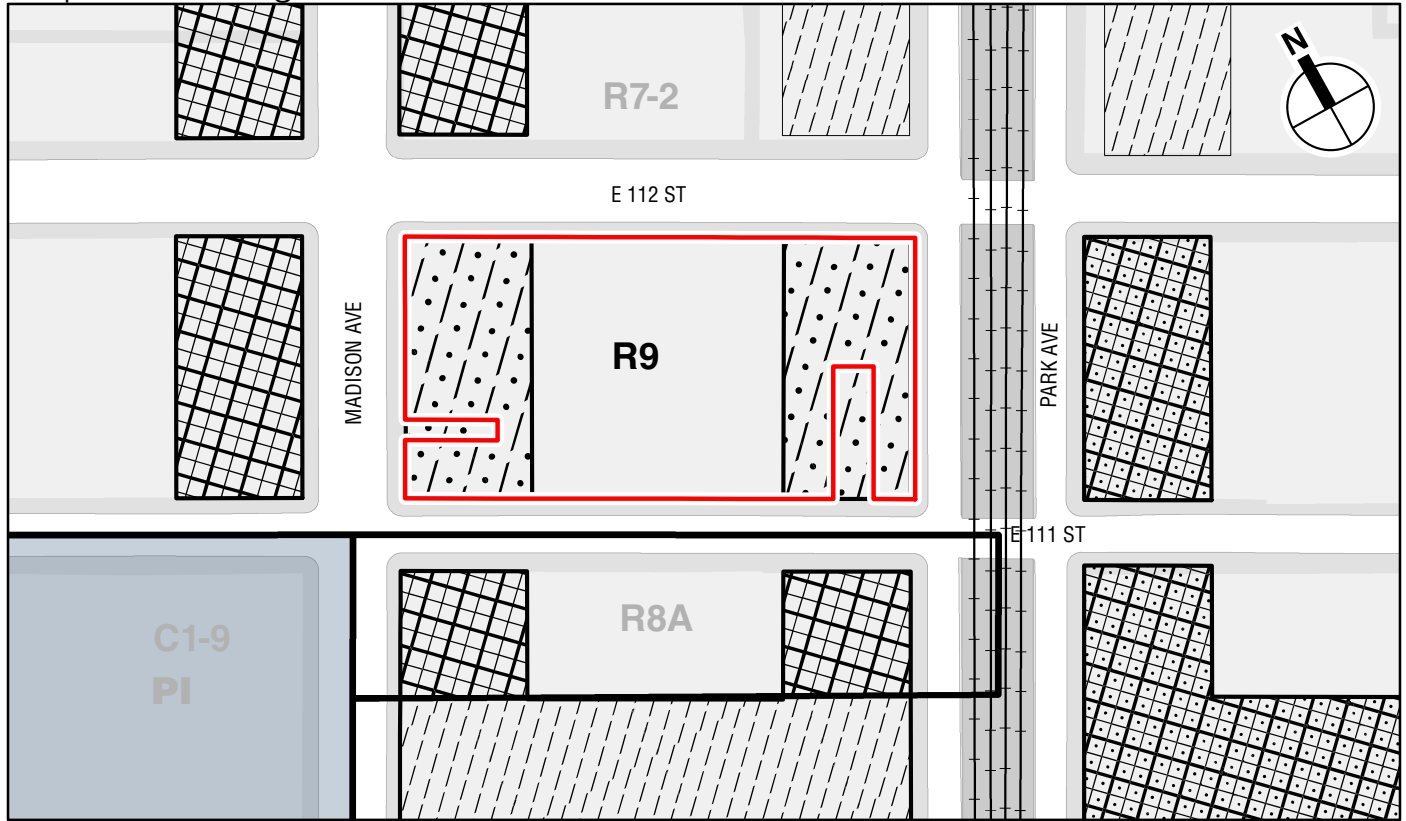 R7-2
N
E 112 ST
MADISON AVE
R9
PARK AVE
E 111 ST
C1-9
PI
R8A